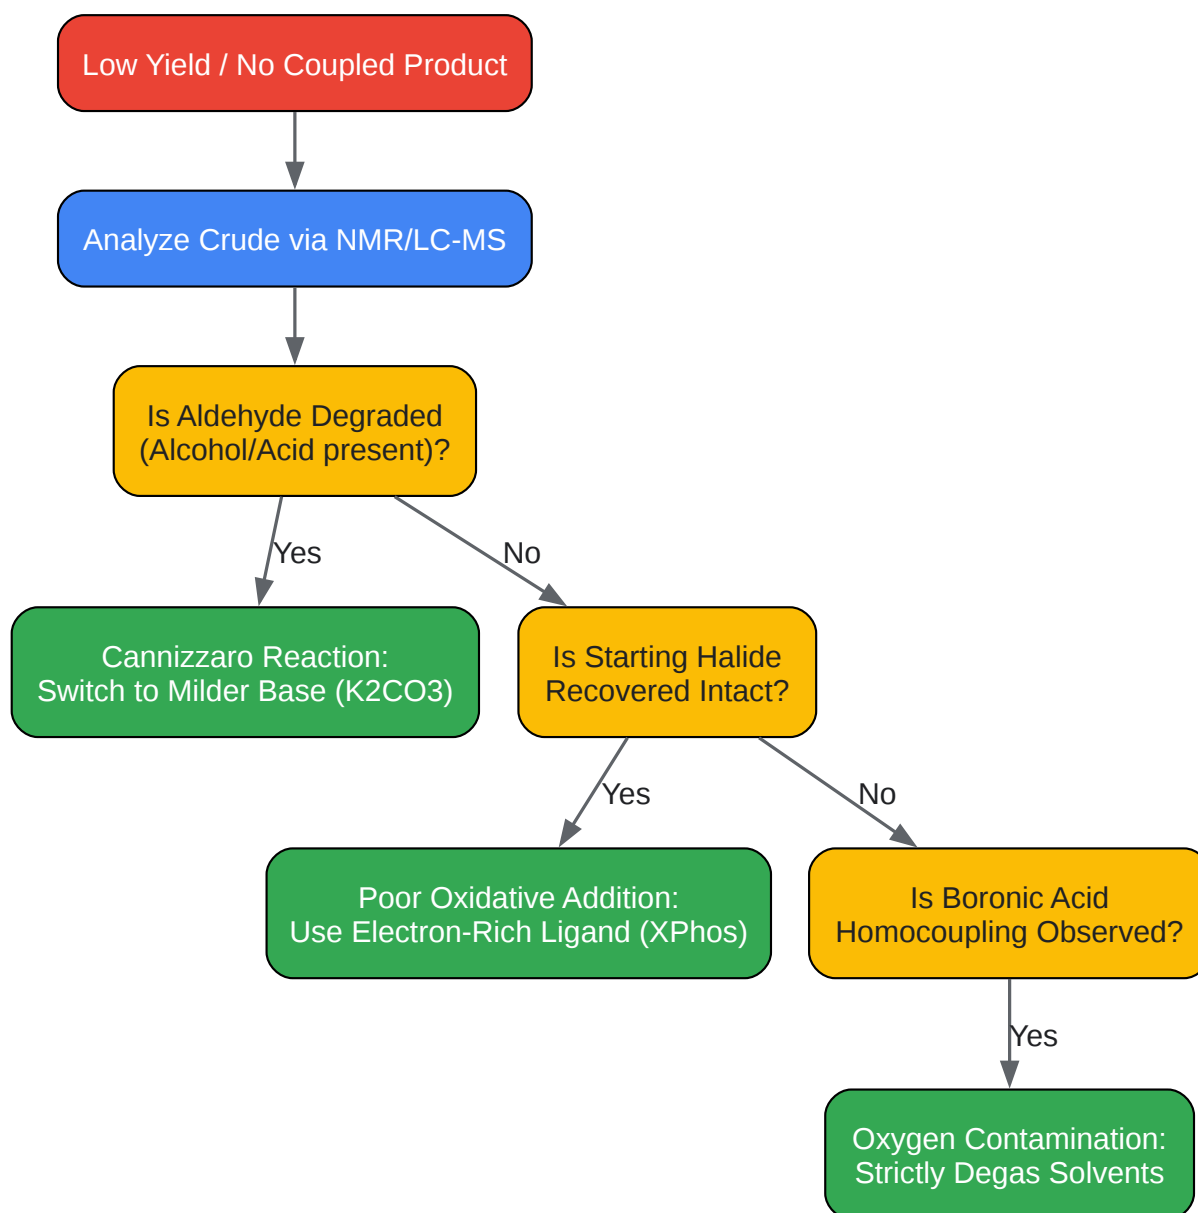 Low Yield / No Coupled Product
Analyze Crude via NMR/LC-MS
Is Aldehyde Degraded
(Alcohol/Acid present)?
Yes
No
Cannizzaro Reaction:
Switch to Milder Base (K2CO3)
Is Starting Halide
Recovered Intact?
Yes
No
Poor Oxidative Addition:
Use Electron-Rich Ligand (XPhos)
Is Boronic Acid
Homocoupling Observed?
Yes
Oxygen Contamination:
Strictly Degas Solvents